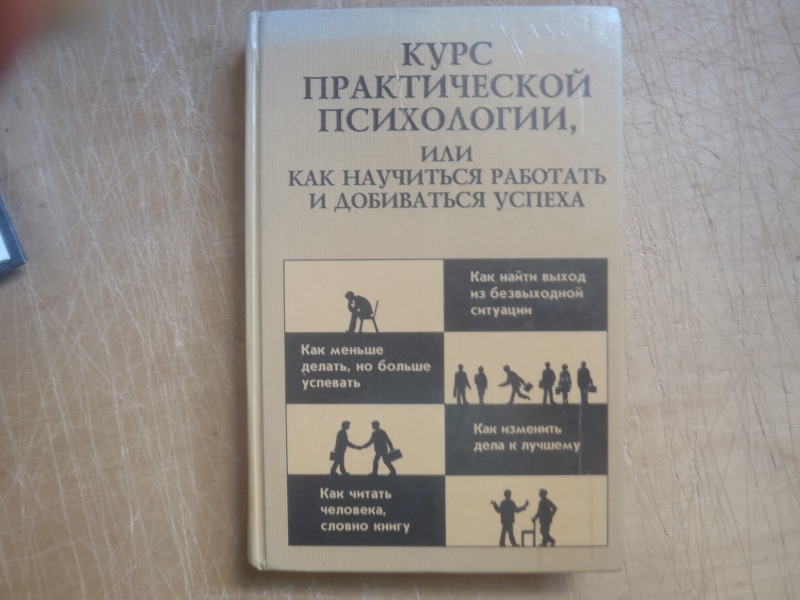 КУРС
ПРАКТИЧЕСКОЙ
ПСИХОЛОГИИ,
ИЛИ
КАК НАУЧИТЬСЯ РАБОТАТЬ
И ДОБИВАТЬСЯ УСПЕХА
Как найти выход
из безвыходной
ситуации
Как меньше
делать, но больше
успевать
Как изменить
дела к лучшему
Как читать
человека,
словно книгу